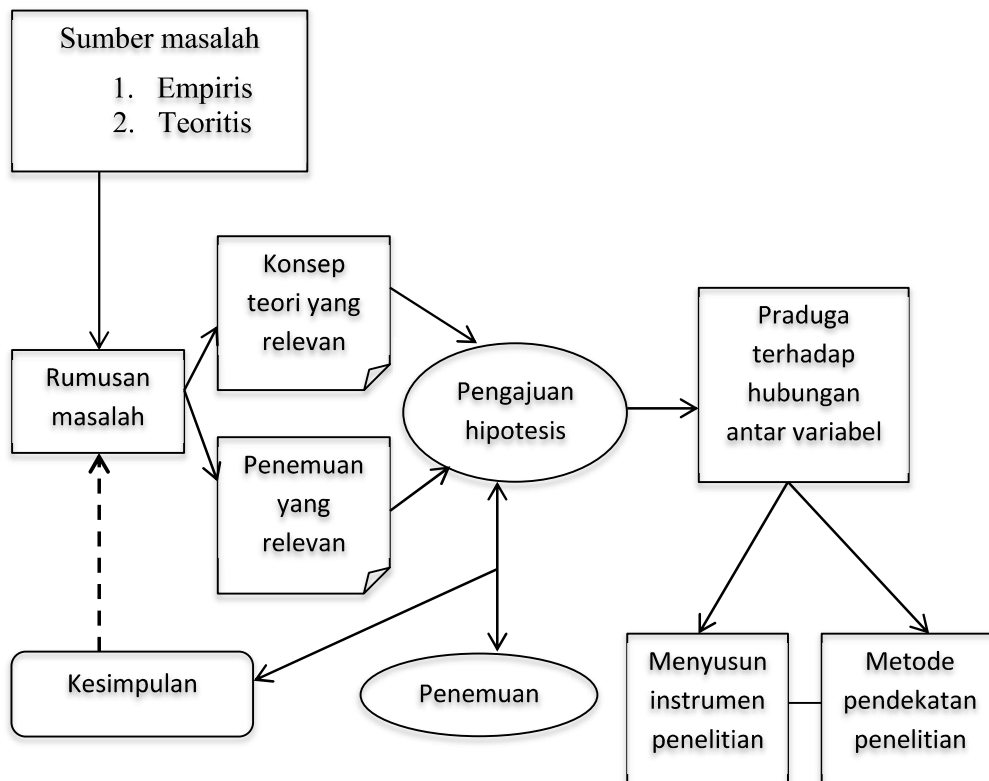 Sumber masalah
1. Empiris
2. Teoritis
Konsep
teori yang
relevan
Rumusan
masalah
Penemuan
yang
relevan
Pengajuan
hipotesis
Praduga
terhadap
hubungan
antar variabel
Kesimpulan
Penemuan
Menyusun
instrumen
penelitian
Metode
pendekatan
penelitian